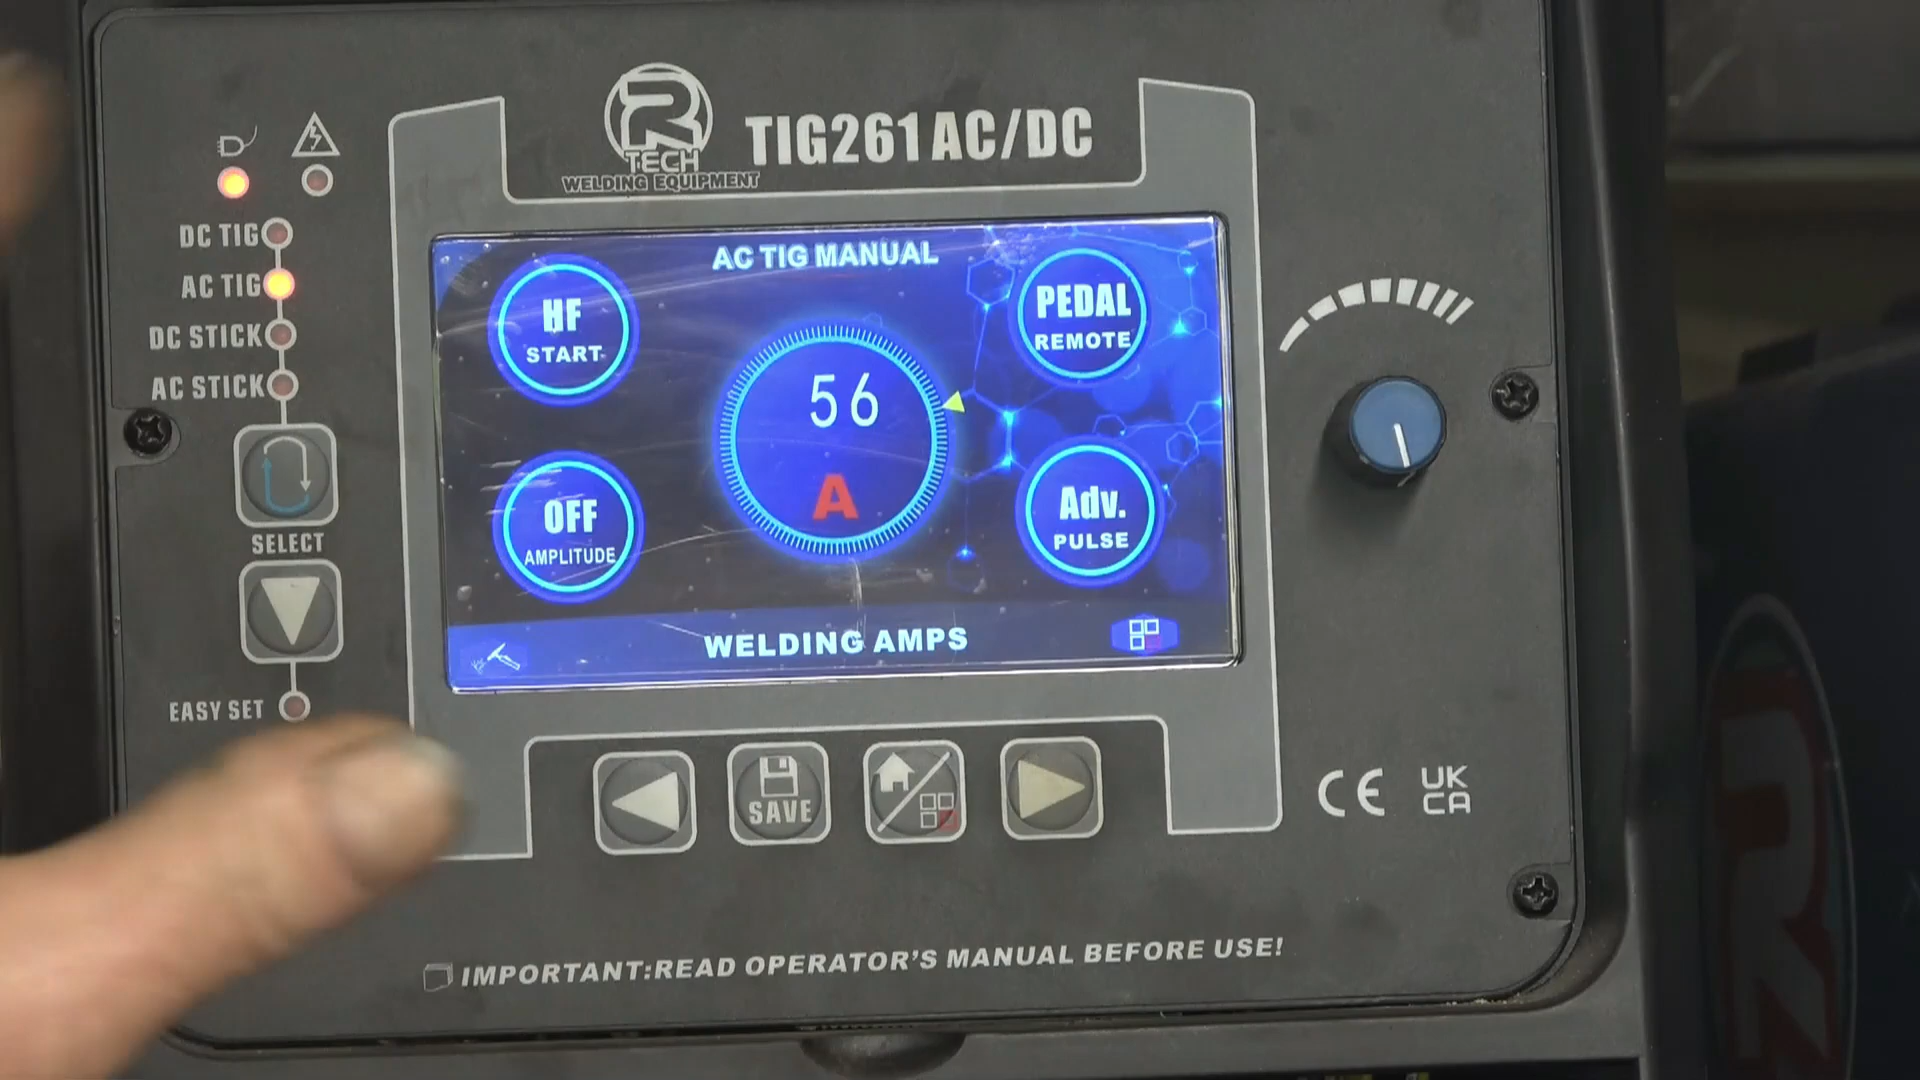 R
TECH
WELDING EQUIPMENT
TIG261 AC/DC
DC TIG
AC TIG
DC STICK
AC STICK
SELECT
EASY SET
AC TIG MANUAL
HF
START
PEDAL
REMOTE
56
A
OFF
AMPLITUDE
Adv.
PULSE
WELDING AMPS
SAVE
CE
UK
CA
IMPORTANT:READ OPERATOR'S MANUAL BEFORE USE!
R